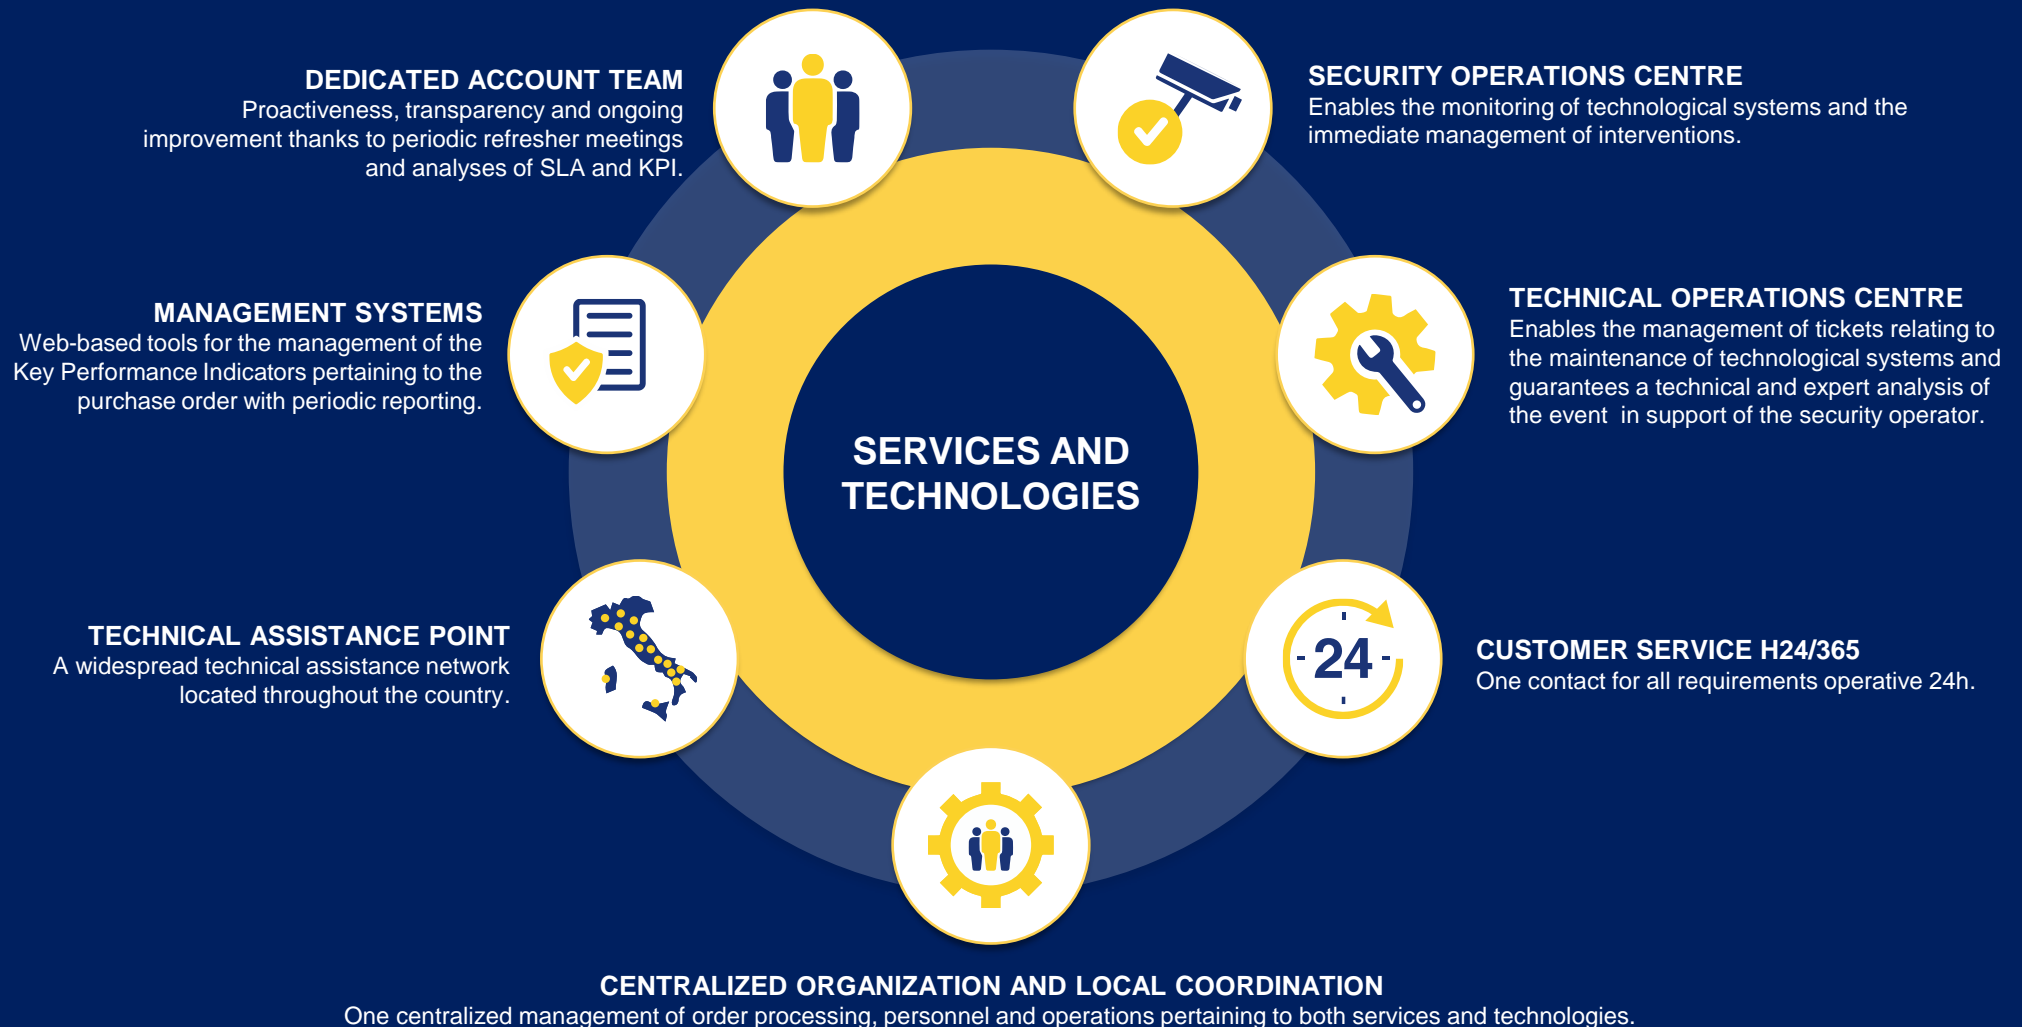 DEDICATED ACCOUNT TEAM
Proactiveness, transparency and ongoing
improvement thanks to periodic refresher meetings
and analyses of SLA and KPI.
SECURITY OPERATIONS CENTRE
Enables the monitoring of technological systems and the
immediate management of interventions.
MANAGEMENT SYSTEMS
Web-based tools for the management of the
Key Performance Indicators pertaining to the
purchase order with periodic reporting.
TECHNICAL OPERATIONS CENTRE
Enables the management of tickets relating to
the maintenance of technological systems and
guarantees a technical and expert analysis of
the event in support of the security operator.
SERVICES AND
TECHNOLOGIES
TECHNICAL ASSISTANCE POINT
A widespread technical assistance network
located throughout the country.
24
CUSTOMER SERVICE H24/365
One contact for all requirements operative 24h.
CENTRALIZED ORGANIZATION AND LOCAL COORDINATION
One centralized management of order processing, personnel and operations pertaining to both services and technologies.